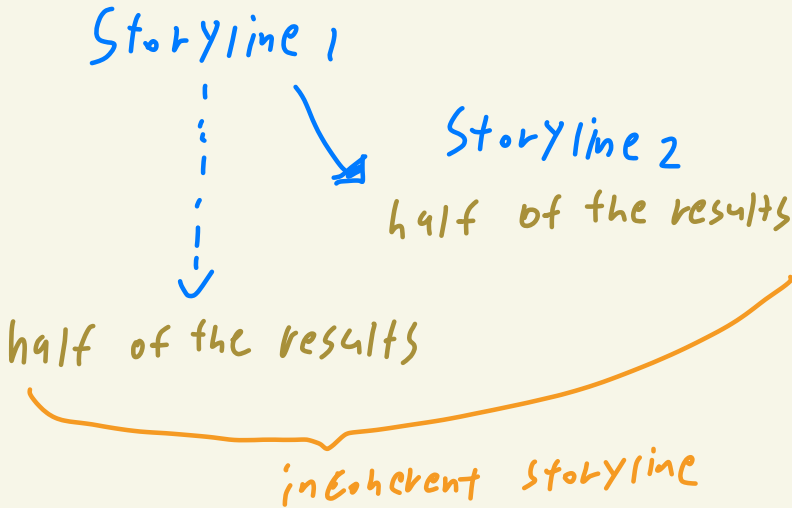 Storyline 1
Storyline 2
half of the results
half of the results
incoherent storyline